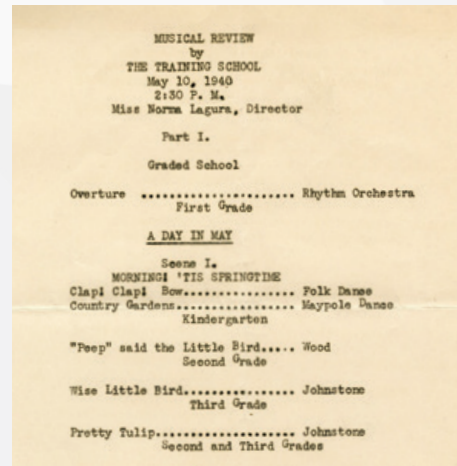 MUSICAL REVIEW
by
THE TRAINING SCHOOL
May 10, 1940
2:30 P. M.
Miss Norma Lagura, Director
Part I.
Graded School
Overture ...................... Rhythm Orchestra
First Grade
A DAY IN MAY
Scene I.
MORNING! 'TIS SPRINGTIME
Clap! Clap! Bow................ Folk Danse
Country Gardens................. Maypole Danse
Kindergarten
"Peep" said the Little Bird..... Wood
Second Grade
Wise Little Bird................ Johnstone
Third Grade
Pretty Tulip.................... Johnstone
Second and Third Grades